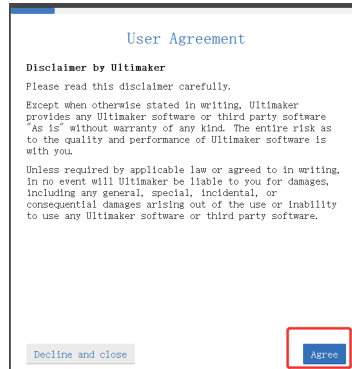 User Agreement
Disclaimer by Ultimaker
Please read this disclaimer carefully.
Except when otherwise stated in writing, Ultimaker
provides any Ultimaker software or third party software
"As is" without warranty of any kind. The entire risk as
to the quality and performance of Ultimaker software is
with you.
Unless required by applicable law or agreed to in writing,
in no event will Ultimaker be liable to you for damages,
including any general, special, incidental, or
consequential damages arising out of the use or inability
to use any Ultimaker software or third party software.
Decline and close
Agree